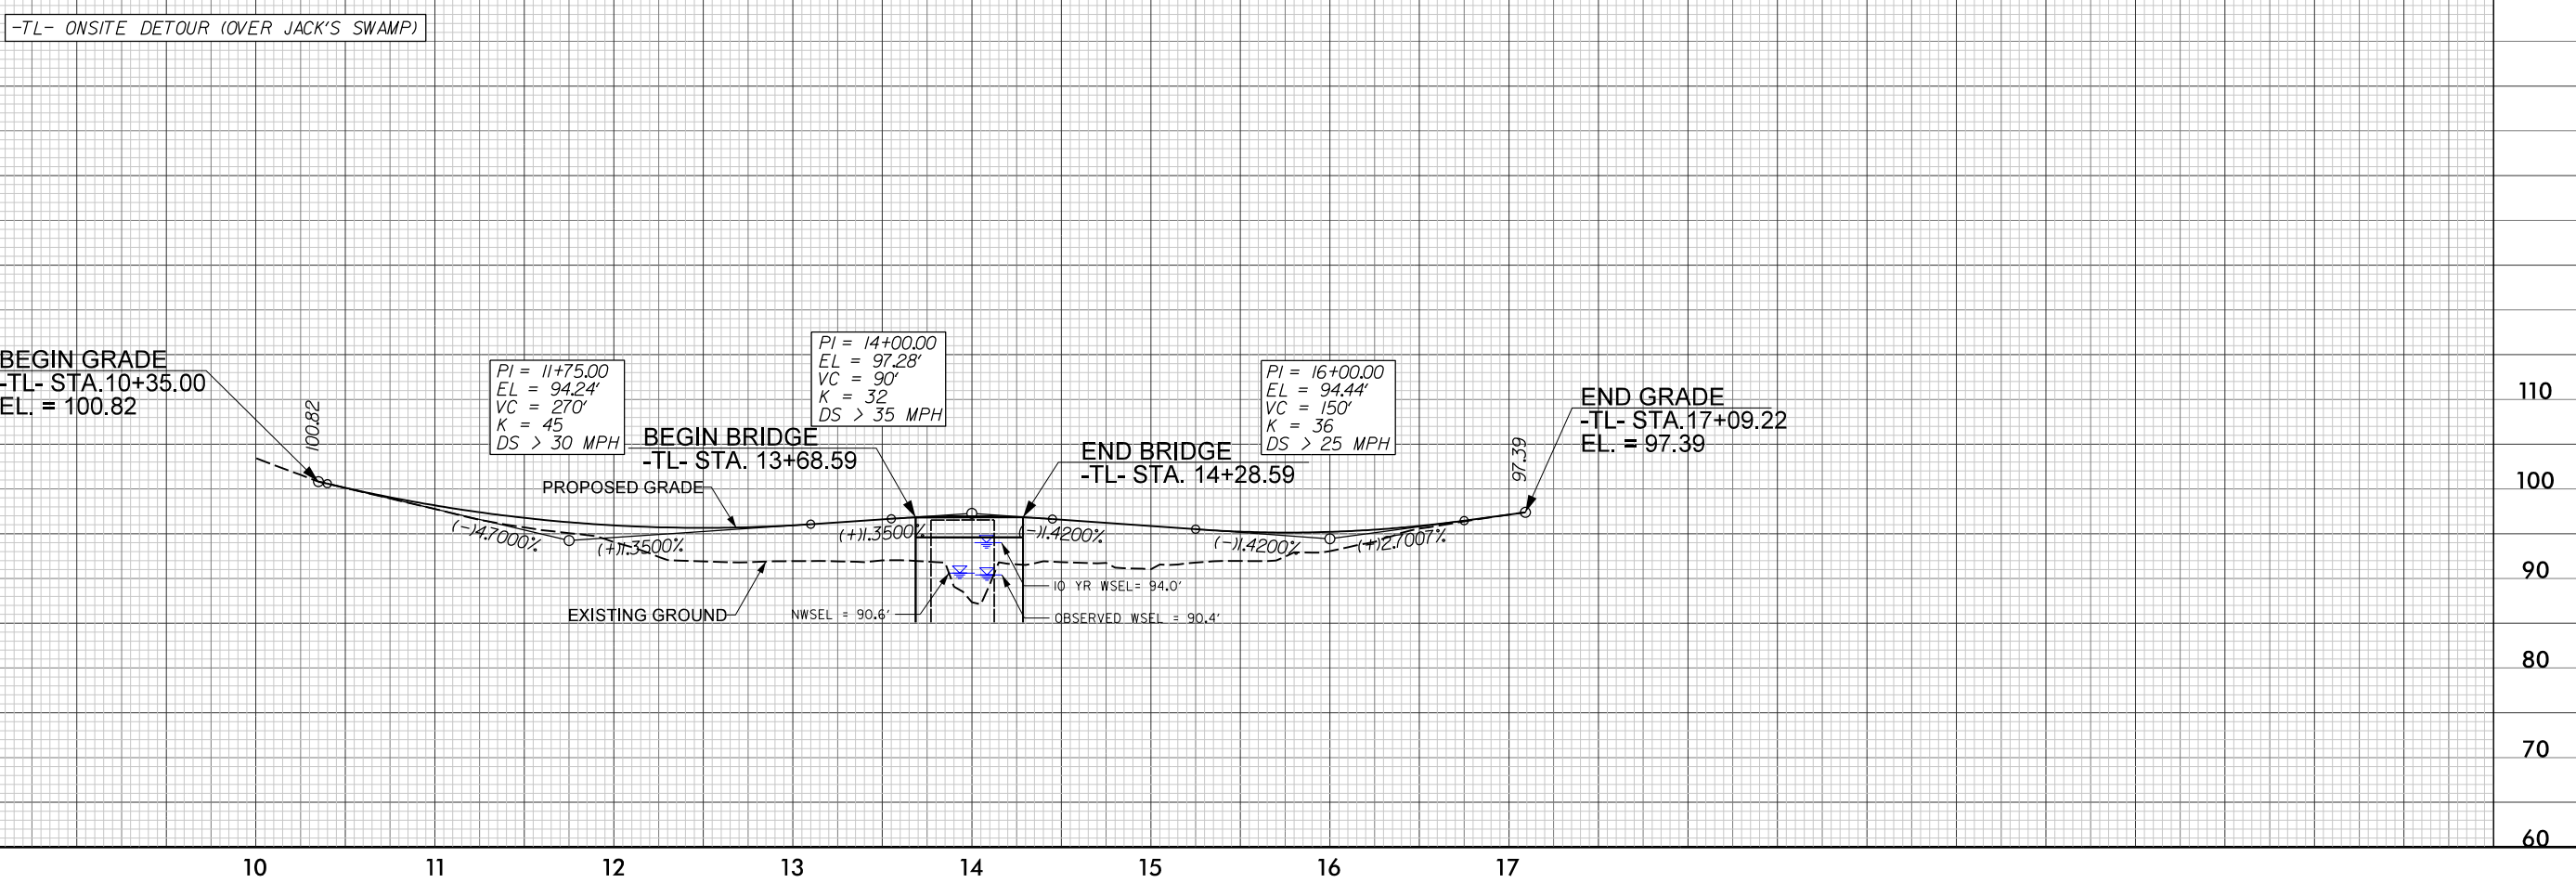 -TL- ONSITE DETOUR (OVER JACK'S SWAMP)
BEGIN GRADE
-TL- STA.10+35.00
EL. = 100.82
100.82
PI = 11+75.00
EL = 94.24'
VC = 270'
K = 45
DS > 30 MPH
PI = 14+00.00
EL = 97.28'
VC = 90'
K = 32
DS > 35 MPH
BEGIN BRIDGE
-TL- STA. 13+68.59
END BRIDGE
-TL- STA. 14+28.59
PI = 16+00.00
EL = 94.44'
VC = 150'
K = 36
DS > 25 MPH
END GRADE
-TL- STA.17+09.22
EL. = 97.39
97.39
PROPOSED GRADE
(-)4.7000%
(+)1.3500%
(+)1.3500%
(-)1.4200%
(-)1.4200%
(+)2.7007%
EXISTING GROUND
NWSEL = 90.6'
10 YR WSEL= 94.0'
OBSERVED WSEL = 90.4'
110
100
90
80
70
60
10 11 12 13 14 15 16 17